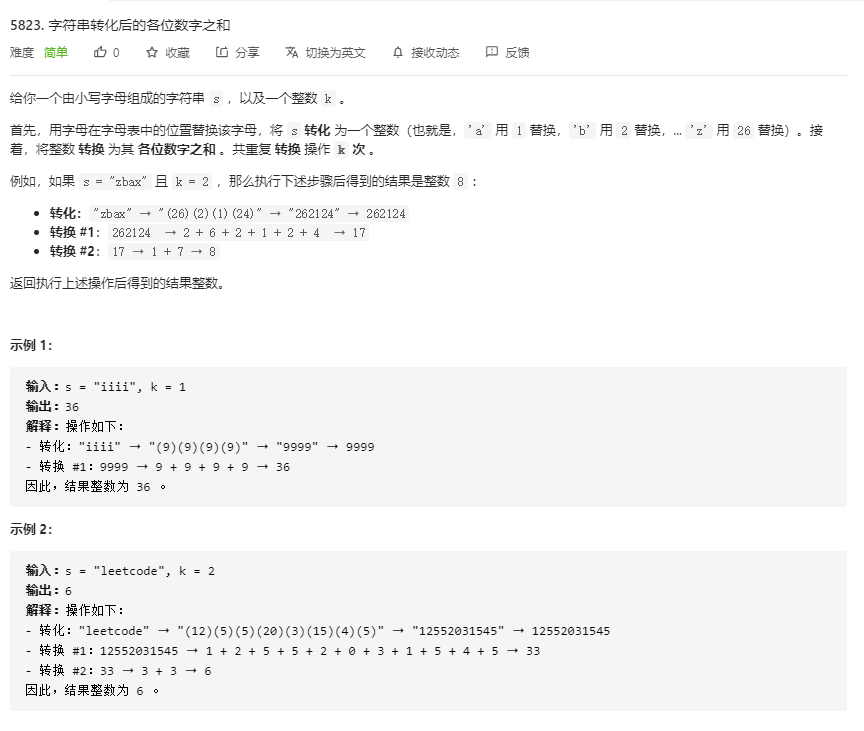 5823. 字符串转化后的各位数字之和
难度 简单 0 收藏 分享 切换为英文 接收动态 反馈
给你一个由小写字母组成的字符串 s ，以及一个整数 k 。
首先，用字母在字母表中的位置替换该字母，将 s 转化 为一个整数（也就是，'a' 用 1 替换，'b' 用 2 替换，... 'z' 用 26 替换）。接
着，将整数 转换 为其 各位数字之和 。共重复 转换 操作 k 次 。
例如，如果 s = "zbax" 且 k = 2 ，那么执行下述步骤后得到的结果是整数 8 ：
• 转化："zbax" → "(26)(2)(1)(24)" → "262124" → 262124
• 转换 #1：262124 → 2 + 6 + 2 + 1 + 2 + 4 → 17
• 转换 #2：17 → 1 + 7 → 8
返回执行上述操作后得到的结果整数。
示例 1：
输入：s = "iiii", k = 1
输出：36
解释：操作如下：
- 转化："iiii" → "(9)(9)(9)(9)" → "9999" → 9999
- 转换 #1：9999 → 9 + 9 + 9 + 9 → 36
因此，结果整数为 36 。
示例 2：
输入：s = "leetcode", k = 2
输出：6
解释：操作如下：
- 转化："leetcode" → "(12)(5)(5)(20)(3)(15)(4)(5)" → "12552031545" → 12552031545
- 转换 #1：12552031545 → 1 + 2 + 5 + 5 + 2 + 0 + 3 + 1 + 5 + 4 + 5 → 33
- 转换 #2：33 → 3 + 3 → 6
因此，结果整数为 6 。